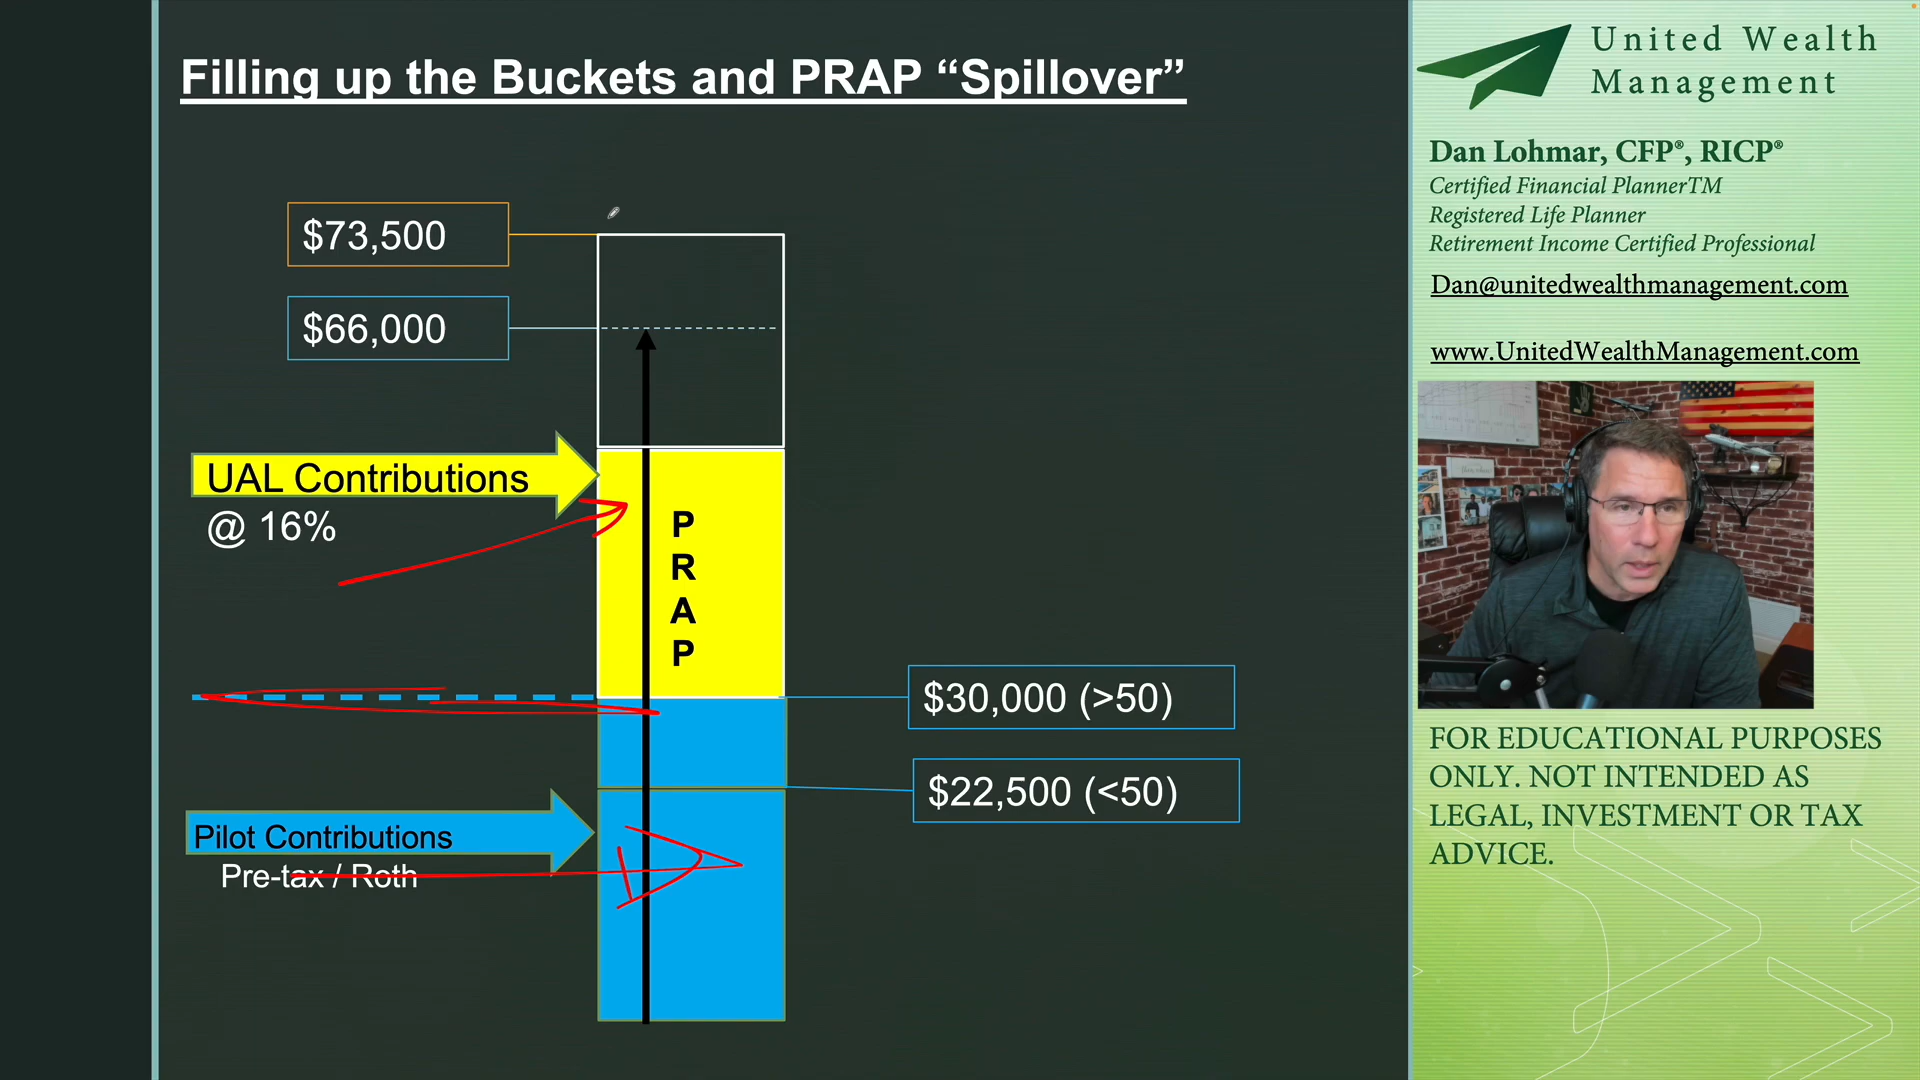 Filling up the Buckets and PRAP “Spillover”
$73,500
$66,000
UAL Contributions
@ 16%
P
R
A
P
$30,000 (>50)
$22,500 (<50)
Pilot Contributions
Pre-tax / Roth
United Wealth
Management
Dan Lohmar, CFP®, RICP®
Certified Financial PlannerTM
Registered Life Planner
Retirement Income Certified Professional
Dan@unitedwealthmanagement.com
www.UnitedWealthManagement.com
FOR EDUCATIONAL PURPOSES
ONLY. NOT INTENDED AS
LEGAL, INVESTMENT OR TAX
ADVICE.